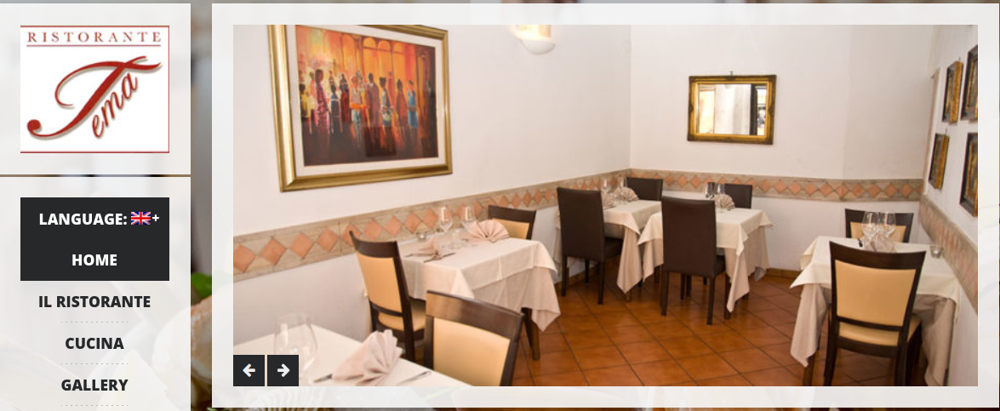 RISTORANTE
Tema
LANGUAGE: +
HOME
IL RISTORANTE
CUCINA
GALLERY